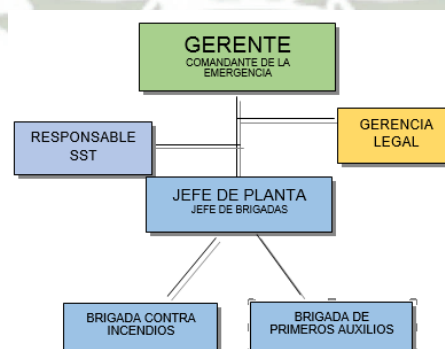 GERENTE
COMANDANTE DE LA
EMERGENCIA
GERENCIA
LEGAL
RESPONSABLE
SST
JEFE DE PLANTA
JEFE DE BRIGADAS
BRIGADA CONTRA
INCENDIOS
BRIGADA DE
PRIMEROS AUXILIOS